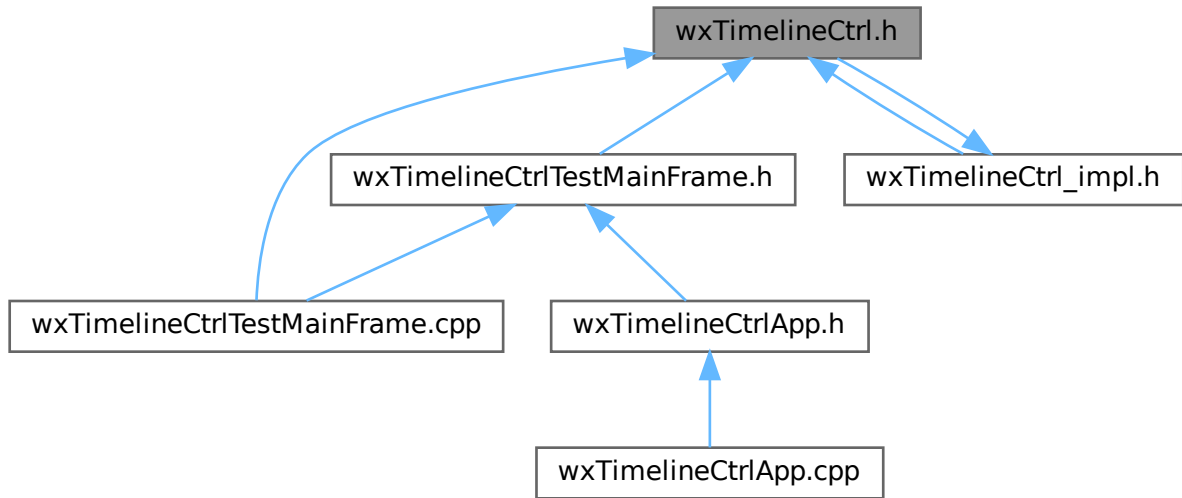 wxTimelineCtrl.h
wxTimelineCtrlTestMainFrame.h
wxTimelineCtrl_impl.h
wxTimelineCtrlTestMainFrame.cpp
wxTimelineCtrlApp.h
wxTimelineCtrlApp.cpp